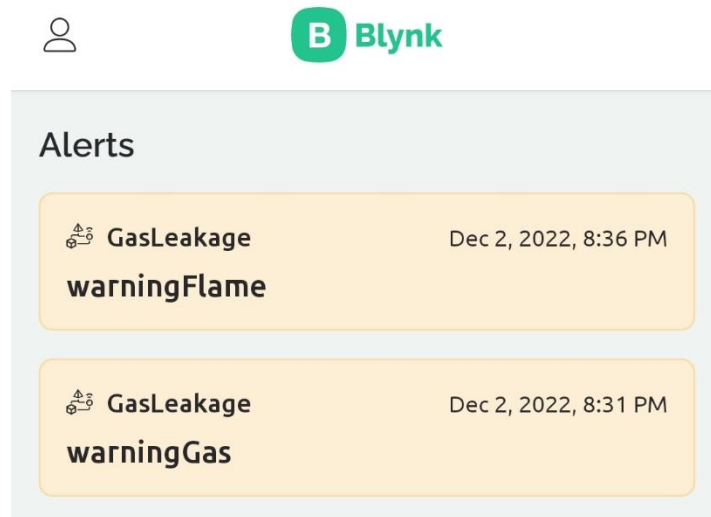 B Blynk
Alerts
GasLeakage Dec 2, 2022, 8:36 PM
warningFlame
GasLeakage Dec 2, 2022, 8:31 PM
warningGas